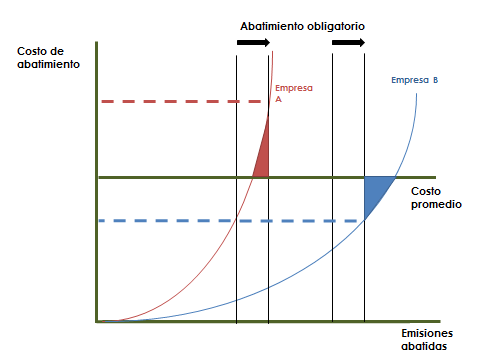 Abatimiento obligatorio
Costo de
abatimiento
Empresa
A
Empresa B
Costo
promedio
Emisiones
abatidas